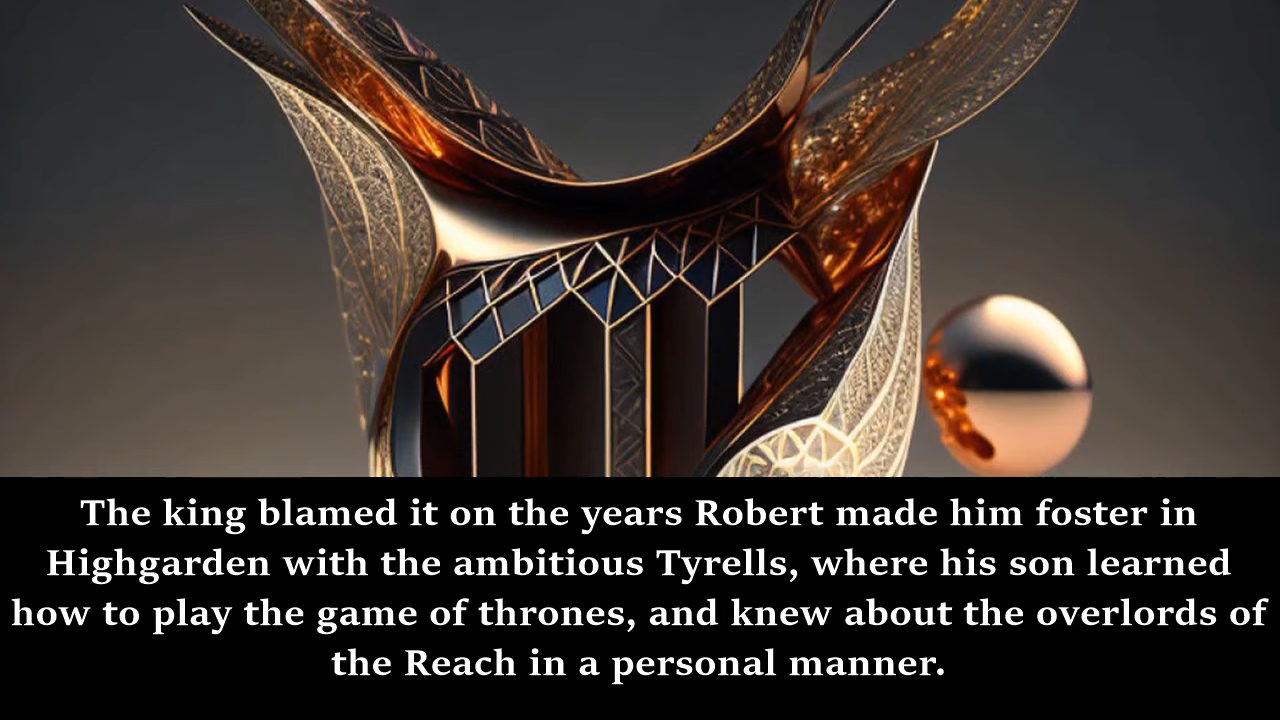 The king blamed it on the years Robert made him foster in
Highgarden with the ambitious Tyrells, where his son learned
how to play the game of thrones, and knew about the overlords of
the Reach in a personal manner.